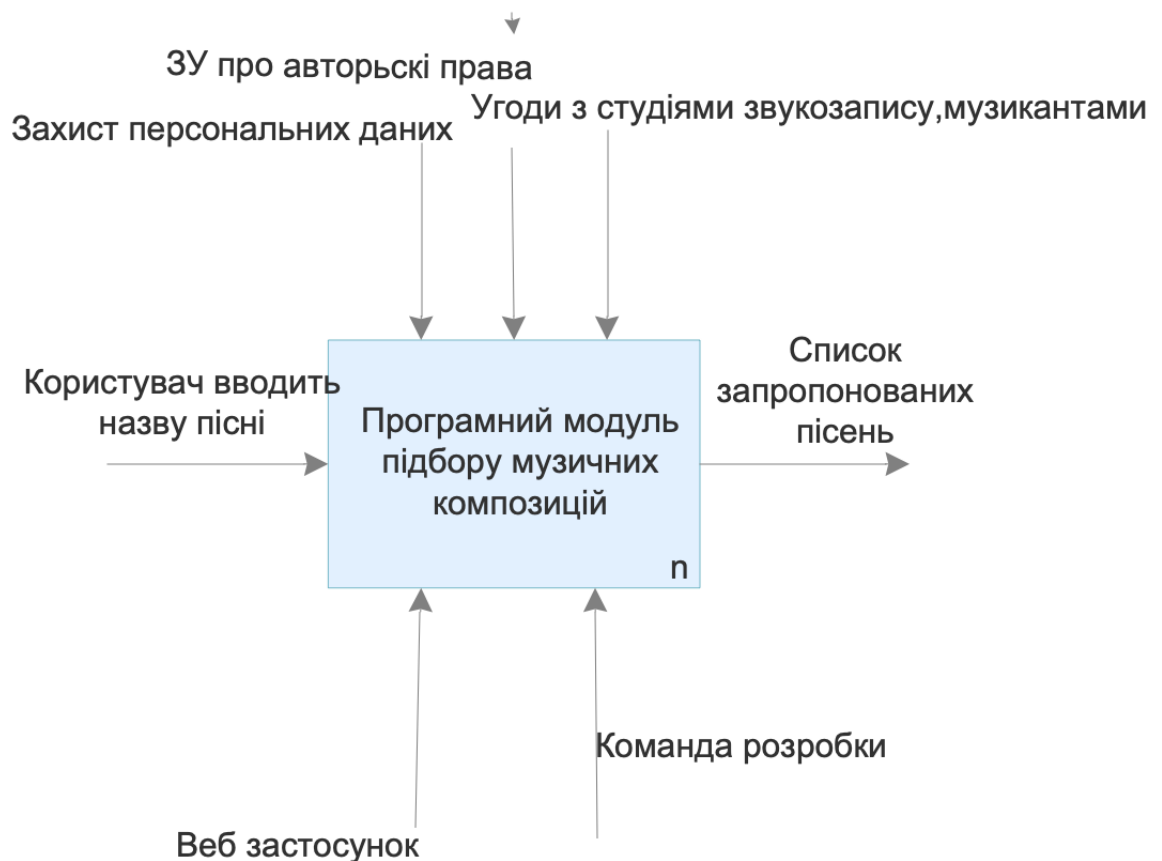 ЗУ про авторьскі права
Угоди з студіями звукозапису,музикантами
Захист персональних даних
Користувач вводить
назву пісні
Програмний модуль
підбору музичних
композицій
n
Список
запропонованих
пісень
Команда розробки
Веб застосунок